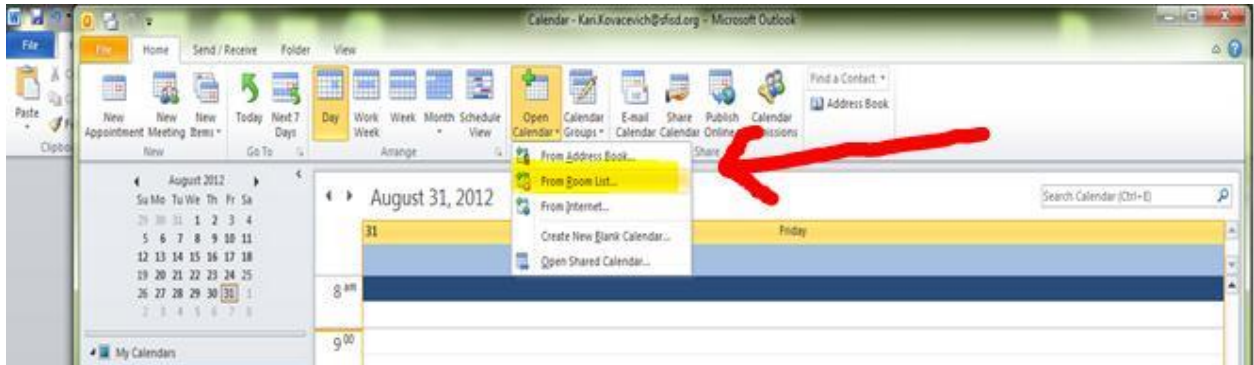 Calendar - Kari.Kovacevich@sfisd.org - Microsoft Outlook
File
File Home Send / Receive Folder View
Paste
New Appointment
New Meeting
New Items
Today
Next 7 Days
Day
Work Week
Week
Month
Schedule View
Open Calendar
Calendar Groups
E-mail Calendar
Share Calendar
Publish Online
Calendar
Find a Contact
Address Book
New
Go To
Arrange
Share
From Address Book...
From Room List...
From Internet...
Create New Blank Calendar...
Open Shared Calendar...
August 2012
Su Mo Tu We Th Fr Sa
29 30 31 1 2 3 4
5 6 7 8 9 10 11
12 13 14 15 16 17 18
19 20 21 22 23 24 25
26 27 28 29 30 31 1
2 3 4 5 6 7 8
My Calendars
August 31, 2012
Search Calendar (Ctrl+E)
31 Friday
8 am
9 00